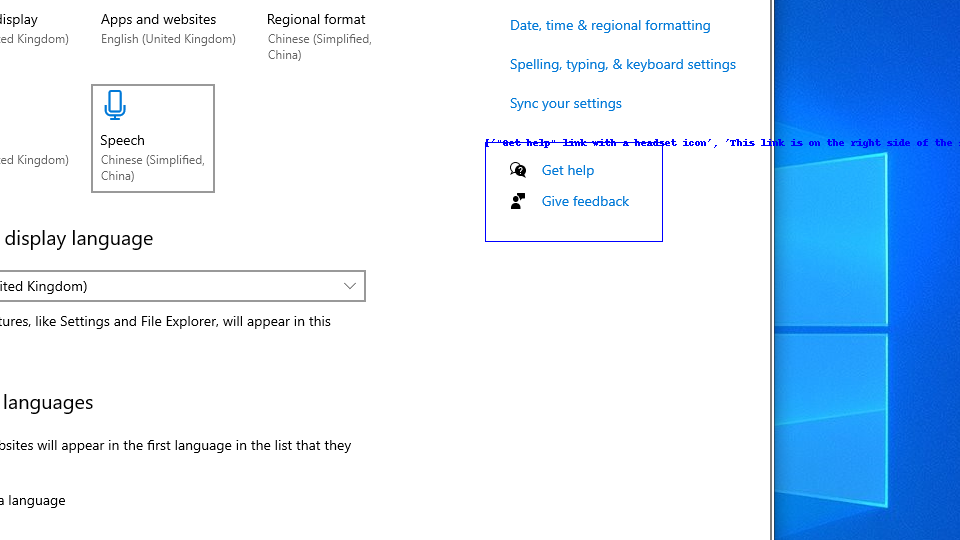 display
Apps and websites
Regional format
ted Kingdom)
English (United Kingdom)
Chinese (Simplified,
China)
Speech
ted Kingdom)
Chinese (Simplified,
China)
display language
ited Kingdom)
tures, like Settings and File Explorer, will appear in this
languages
bsites will appear in the first language in the list that they
a language
Date, time & regional formatting
Spelling, typing, & keyboard settings
Sync your settings
['"Get help" link with a headset icon', 'This link is on the right side of the s
Get help
Give feedback